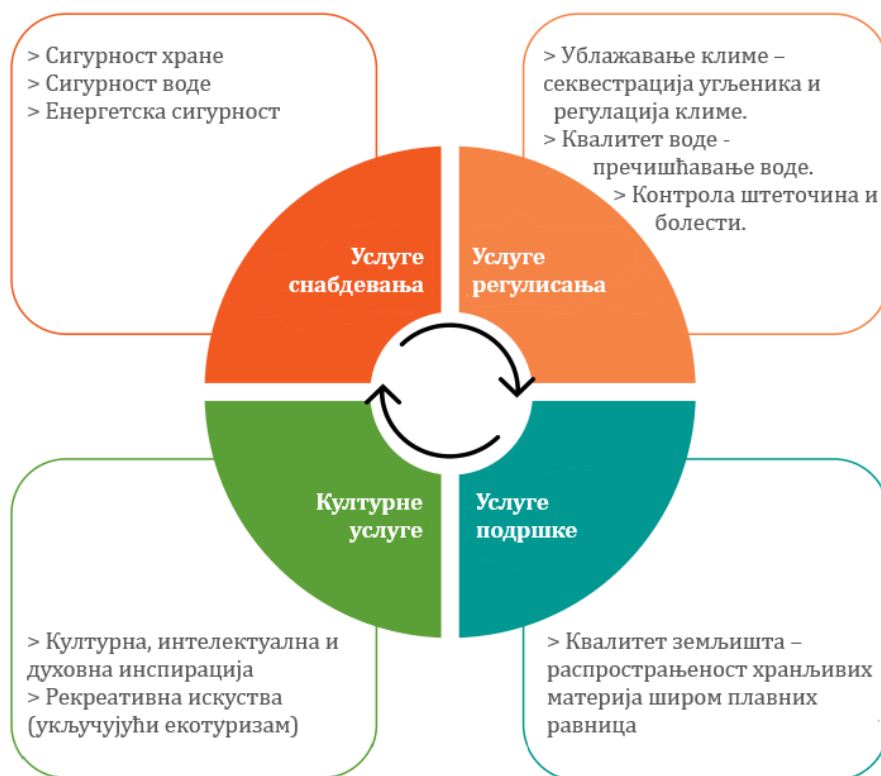 > Сигурност хране
> Сигурност воде
> Енергетска сигурност
> Ублажавање климе –
секвестрација угљеника и
регулација климе.
> Квалитет воде -
пречишћавање воде.
> Контрола штеточина и
болести.
Услуге
снабдевања
Услуге
регулисања
Културне
услуге
Услуге
подршке
> Културна, интелектуална и
духовна инспирација
> Рекреативна искуства
(укључујући екотуризам)
> Квалитет земљишта –
распрострањеност хранљивих
материја широм плавних
равница